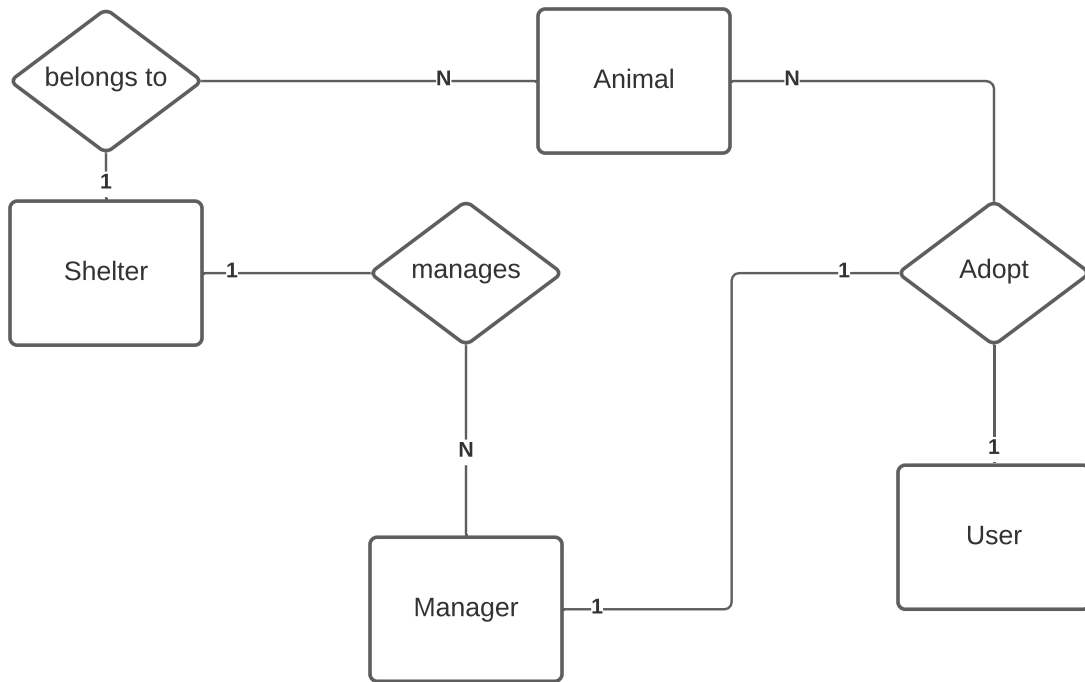 belongs to
N
Animal
N
1
Shelter
1
manages
1
Adopt
N
1
User
Manager
1